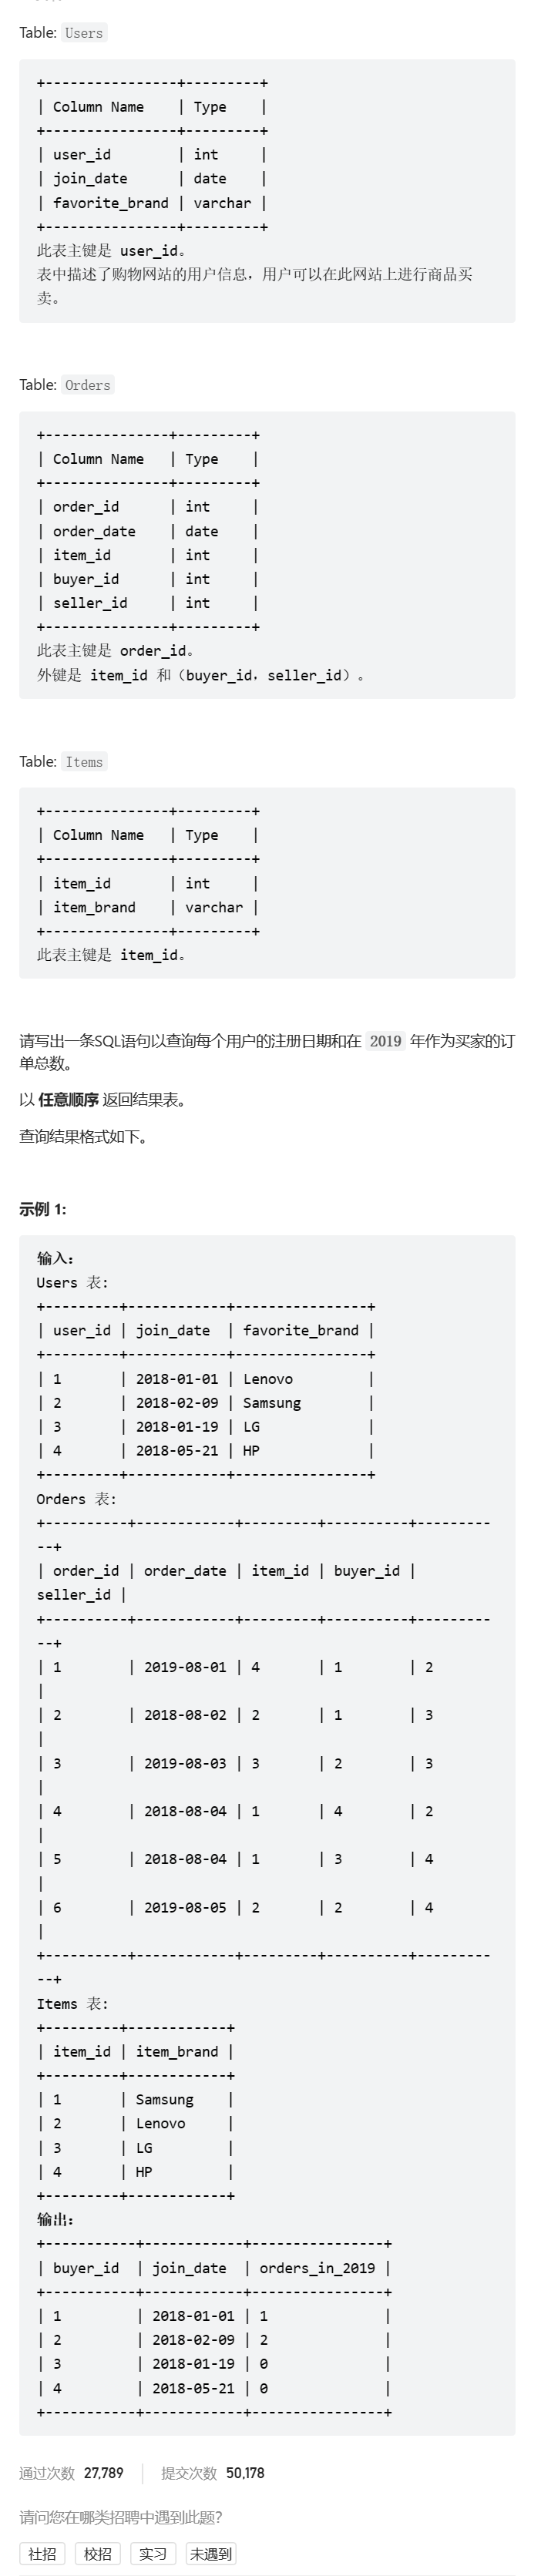 Table: Users
+----------------+---------+
| Column Name    | Type    |
+----------------+---------+
| user_id        | int     |
| join_date      | date    |
| favorite_brand | varchar |
+----------------+---------+
此表主键是 user_id。
表中描述了购物网站的用户信息，用户可以在此网站上进行商品买
卖。
Table: Orders
+---------------+---------+
| Column Name   | Type    |
+---------------+---------+
| order_id      | int     |
| order_date    | date    |
| item_id       | int     |
| buyer_id      | int     |
| seller_id     | int     |
+---------------+---------+
此表主键是 order_id。
外键是 item_id 和（buyer_id，seller_id）。
Table: Items
+---------------+---------+
| Column Name   | Type    |
+---------------+---------+
| item_id       | int     |
| item_brand    | varchar |
+---------------+---------+
此表主键是 item_id。
请写出一条SQL语句以查询每个用户的注册日期和在 2019 年作为买家的订
单总数。
以 任意顺序 返回结果表。
查询结果格式如下。
示例 1:
输入：
Users 表:
+---------+------------+----------------+
| user_id | join_date  | favorite_brand |
+---------+------------+----------------+
| 1       | 2018-01-01 | Lenovo         |
| 2       | 2018-02-09 | Samsung        |
| 3       | 2018-01-19 | LG             |
| 4       | 2018-05-21 | HP             |
+---------+------------+----------------+
Orders 表:
+----------+------------+---------+----------+---------
--+
| order_id | order_date | item_id | buyer_id |
seller_id |
+----------+------------+---------+----------+---------
--+
| 1        | 2019-08-01 | 4       | 1        | 2
|
| 2        | 2018-08-02 | 2       | 1        | 3
|
| 3        | 2019-08-03 | 3       | 2        | 3
|
| 4        | 2018-08-04 | 1       | 4        | 2
|
| 5        | 2018-08-04 | 1       | 3        | 4
|
| 6        | 2019-08-05 | 2       | 2        | 4
|
+----------+------------+---------+----------+---------
--+
Items 表:
+---------+------------+
| item_id | item_brand |
+---------+------------+
| 1       | Samsung    |
| 2       | Lenovo     |
| 3       | LG         |
| 4       | HP         |
+---------+------------+
输出：
+-----------+------------+----------------+
| buyer_id  | join_date  | orders_in_2019 |
+-----------+------------+----------------+
| 1         | 2018-01-01 | 1              |
| 2         | 2018-02-09 | 2              |
| 3         | 2018-01-19 | 0              |
| 4         | 2018-05-21 | 0              |
+-----------+------------+----------------+
通过次数 27,789 提交次数 50,178
请问您在哪类招聘中遇到此题?
社招 校招 实习 未遇到